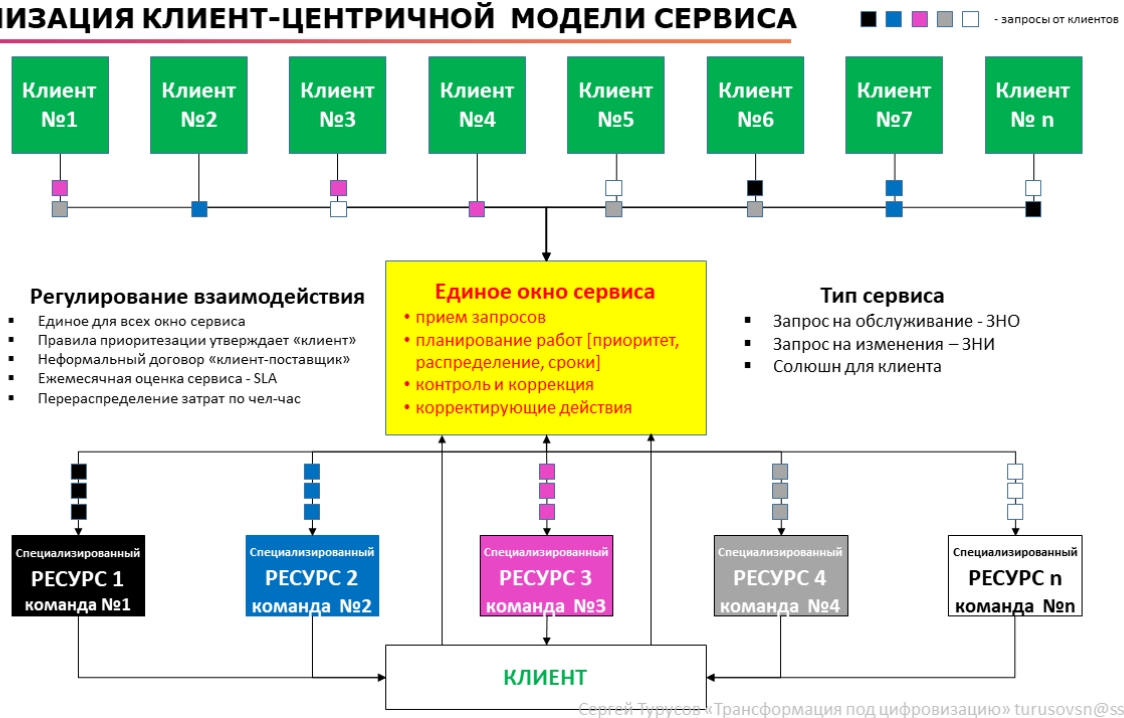 ИЗАЦИЯ КЛИЕНТ-ЦЕНТРИЧНОЙ МОДЕЛИ СЕРВИСА
- запросы от клиентов
Клиент
№1
Клиент
№2
Клиент
№3
Клиент
№4
Клиент
№5
Клиент
№6
Клиент
№7
Клиент
№ n
Регулирование взаимодействия
▪ Единое для всех окно сервиса
▪ Правила приоритезации утверждает «клиент»
▪ Неформальный договор «клиент-поставщик»
▪ Ежемесячная оценка сервиса - SLA
▪ Перераспределение затрат по чел-час
Единое окно сервиса
• прием запросов
• планирование работ [приоритет,
распределение, сроки]
• контроль и коррекция
• корректирующие действия
Тип сервиса
▪ Запрос на обслуживание - ЗНО
▪ Запрос на изменения – ЗНИ
▪ Солюшн для клиента
Специализированный
РЕСУРС 1
команда №1
Специализированный
РЕСУРС 2
команда №2
Специализированный
РЕСУРС 3
команда №3
Специализированный
РЕСУРС 4
команда №4
Специализированный
РЕСУРС n
команда №n
КЛИЕНТ
Сергей Турусов «Трансформация под цифровизацию» turusovsn@ss